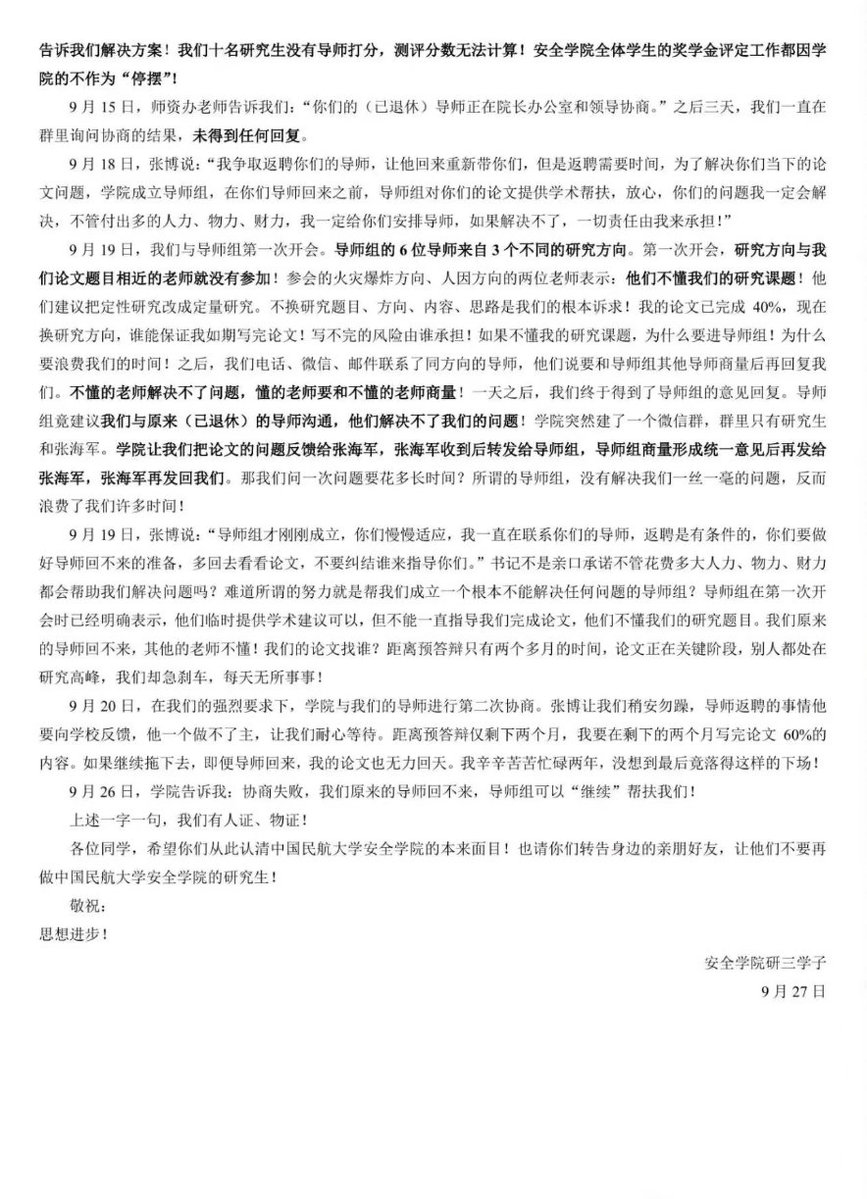 告诉我们解决方案！我们十名研究生没有导师打分，测评分数无法计算！安全学院全体学生的奖学金评定工作都因学
院的不作为“停摆”！
9 月 15 日，师资办老师告诉我们：“你们的（已退休）导师正在院长办公室和领导协商。”之后三天，我们一直在
群里询问协商的结果，未得到任何回复。
9 月 18 日，张博说：“我争取返聘你们的导师，让他回来重新带你们，但是返聘需要时间，为了解决你们当下的论
文问题，学院成立导师组，在你们导师回来之前，导师组对你们的论文提供学术帮扶，放心，你们的问题我一定会解
决，不管付出多的人力、物力、财力，我一定给你们安排导师，如果解决不了，一切责任由我来承担！”
9 月 19 日，我们与导师组第一次开会。导师组的 6 位导师来自 3 个不同的研究方向。第一次开会，研究方向与我
们论文题目相近的老师就没有参加！参会的火灾爆炸方向、人因方向的两位老师表示：他们不懂我们的研究课题！他
们建议把定性研究改成定量研究。不换研究题目、方向、内容、思路是我们的根本诉求！我的论文已完成 40%，现在
换研究方向，谁能保证我如期写完论文！写不完的风险由谁承担！如果不懂我的研究课题，为什么要进导师组！为什么
要浪费我们的时间！之后，我们电话、微信、邮件联系了同方向的导师，他们说要和导师组其他导师商量后再回复我
们。不懂的老师解决不了问题，懂的老师要和不懂的老师商量！一天之后，我们终于得到了导师组的意见回复。导师
组竟建议我们与原来（已退休）的导师沟通，他们解决不了我们的问题！学院突然建了一个微信群，群里只有研究生
和张海军。学院让我们把论文的问题反馈给张海军，张海军收到后转发给导师组，导师组商量形成统一意见后再发给
张海军，张海军再发回我们。那我们问一次问题要花多长时间？所谓的导师组，没有解决我们一丝一毫的问题，反而
浪费了我们许多时间！
9 月 19 日，张博说：“导师组才刚刚成立，你们慢慢适应，我一直在联系你们的导师，返聘是有条件的，你们要做
好导师回不来的准备，多回去看看论文，不要纠结谁来指导你们。”书记不是亲口承诺不管花费多大人力、物力、财力
都会帮助我们解决问题吗？难道所谓的努力就是帮我们成立一个根本不能解决任何问题的导师组？导师组在第一次开
会时已经明确表示，他们临时提供学术建议可以，但不能一直指导我们完成论文，他们不懂我们的研究题目。我们原来
的导师回不来，其他的老师不懂！我们的论文找谁？距离预答辩只有两个多月的时间，论文正在关键阶段，别人都处在
研究高峰，我们却急刹车，每天无所事事！
9 月 20 日，在我们的强烈要求下，学院与我们的导师进行第二次协商。张博让我们稍安勿躁，导师返聘的事情他
要向学校反馈，他一个做不了主，让我们耐心等待。距离预答辩仅剩下两个月，我要在剩下的两个月写完论文 60%的
内容。如果继续拖下去，即便导师回来，我的论文也无力回天。我辛辛苦苦忙碌两年，没想到最后竟落得这样的下场！
9 月 26 日，学院告诉我：协商失败，我们原来的导师回不来，导师组可以“继续”帮扶我们！
上述一字一句，我们有人证、物证！
各位同学，希望你们从此认清中国民航大学安全学院的本来面目！也请你们转告身边的亲朋好友，让他们不要再
做中国民航大学安全学院的研究生！
敬祝：
思想进步！
安全学院研三学子
9 月 27 日